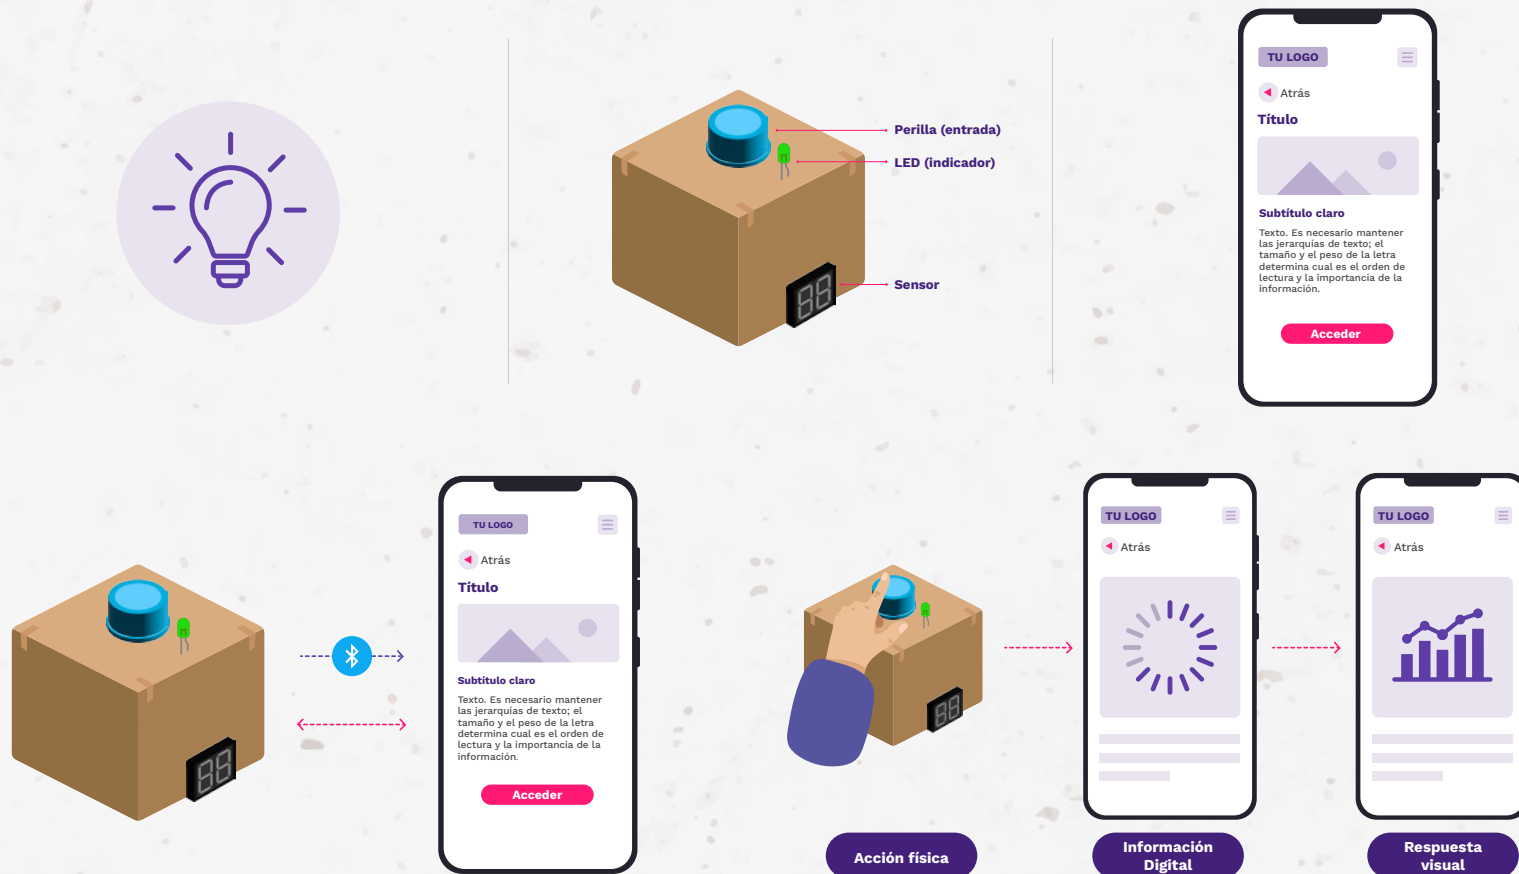 Perilla (entrada)
LED (indicador)
Sensor
TU LOGO
Atrás
Título
Subtítulo claro
Texto. Es necesario mantener
las jerarquías de texto; el
tamaño y el peso de la letra
determina cual es el orden de
lectura y la importancia de la
información.
Acceder
TU LOGO
Atrás
Título
Subtítulo claro
Texto. Es necesario mantener
las jerarquías de texto; el
tamaño y el peso de la letra
determina cual es el orden de
lectura y la importancia de la
información.
Acceder
Acción física
TU LOGO
Atrás
Información
Digital
TU LOGO
Atrás
Respuesta
visual